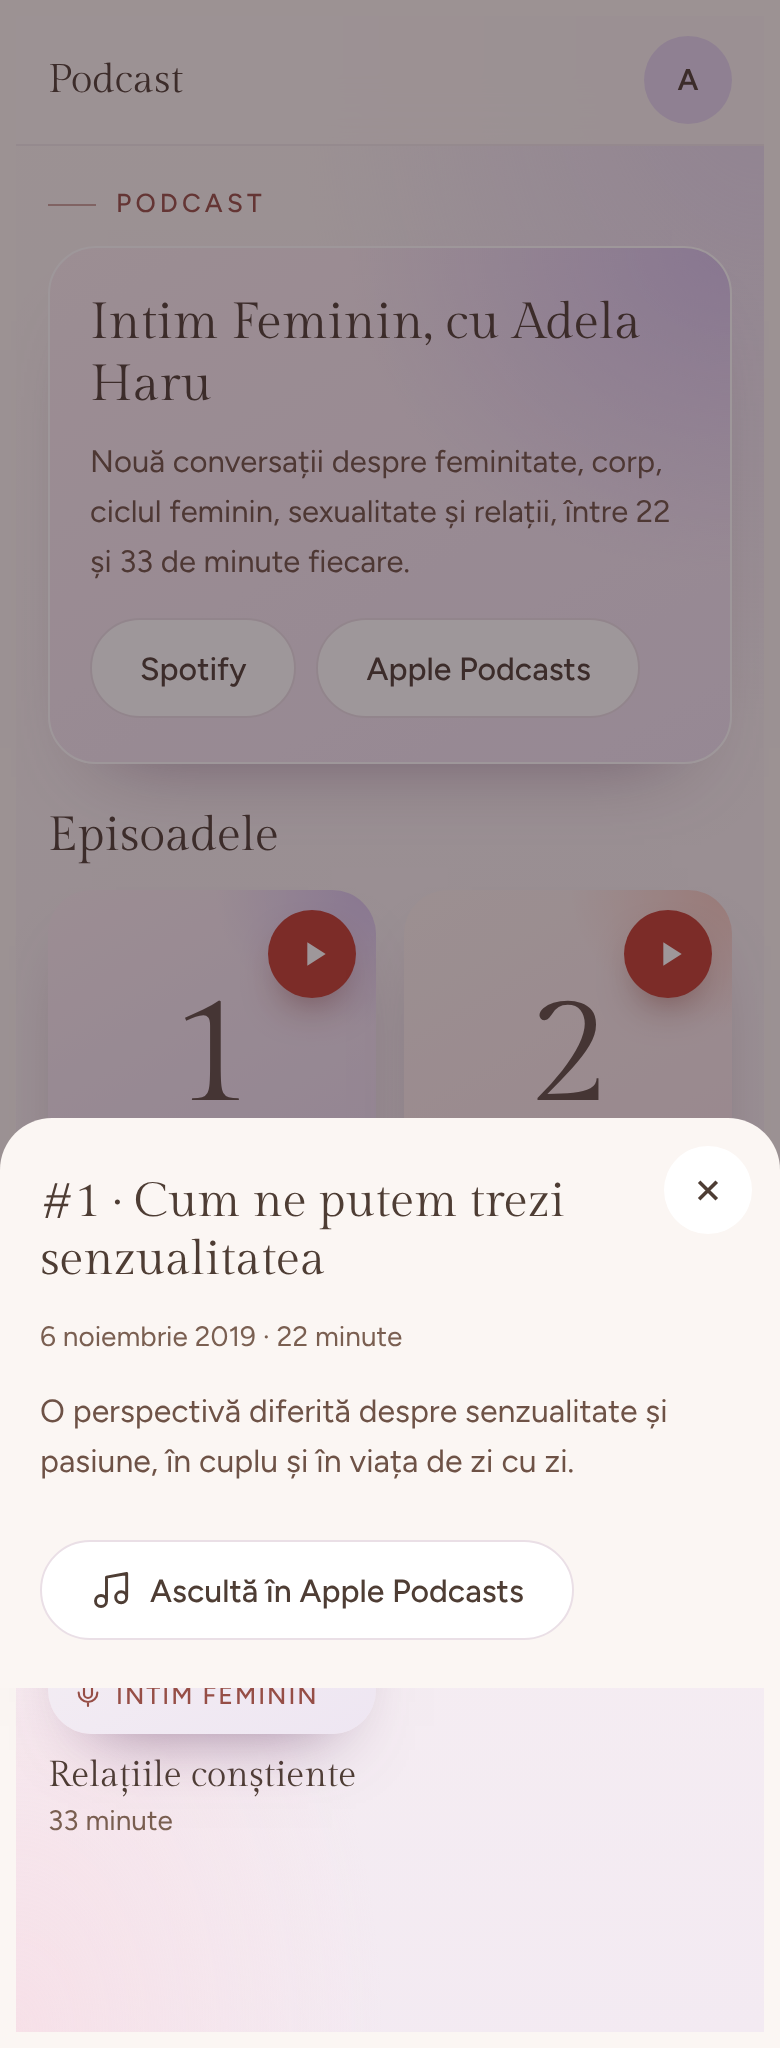 Podcast
A
PODCAST
Intim Feminin, cu Adela
Haru
Nouă conversații despre feminitate, corp,
ciclul feminin, sexualitate și relații, între 22
și 33 de minute fiecare.
Spotify
Apple Podcasts
Episoadele
1
2
#1 · Cum ne putem trezi
senzualitatea
6 noiembrie 2019 · 22 minute
O perspectivă diferită despre senzualitate și
pasiune, în cuplu și în viața de zi cu zi.
Ascultă în Apple Podcasts
INTIM FEMININ
Relațiile conștiente
33 minute